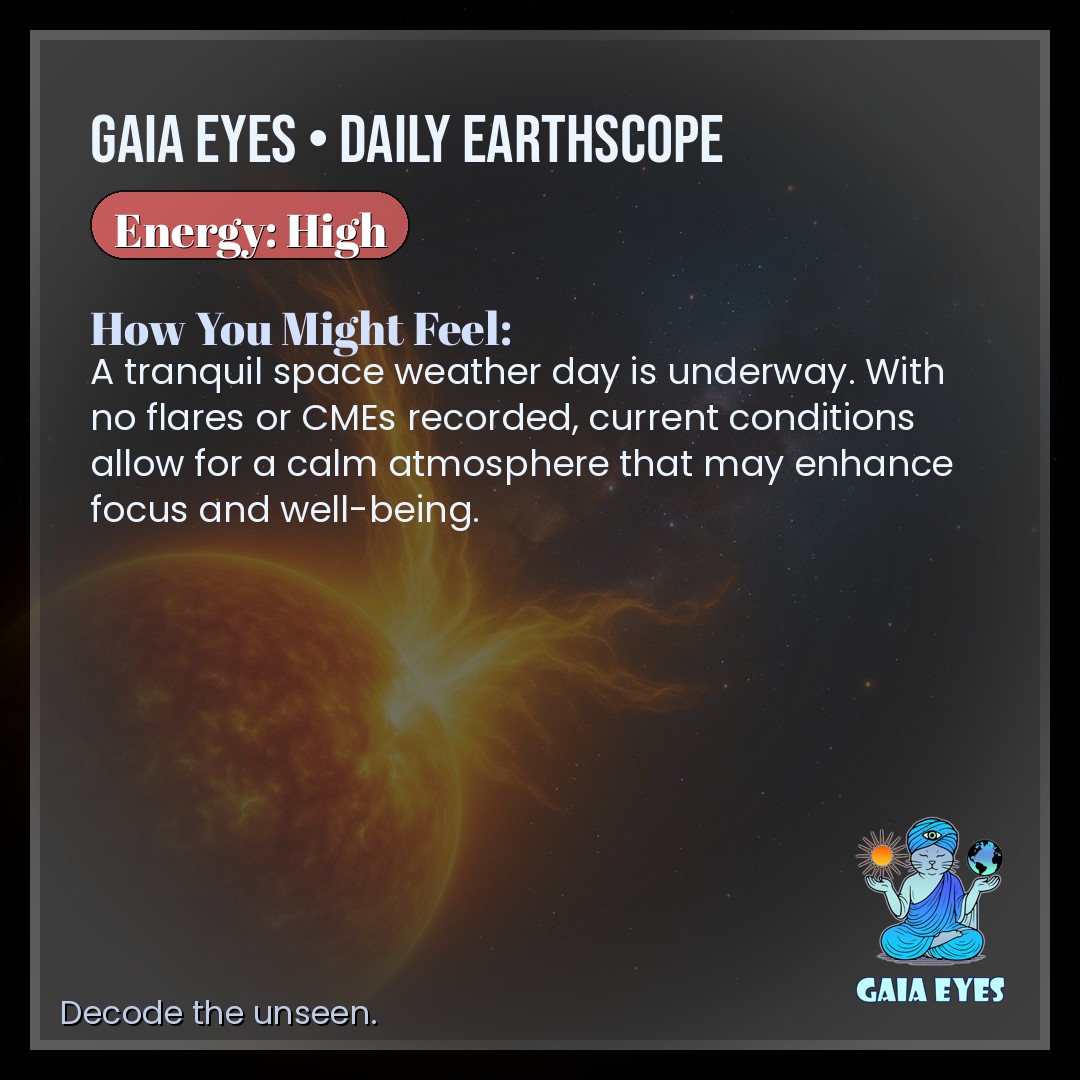 GAIA EYES • DAILY EARTHSCOPE
Energy: High
How You Might Feel:
A tranquil space weather day is underway. With
no flares or CMEs recorded, current conditions
allow for a calm atmosphere that may enhance
focus and well-being.
GAIA EYES
Decode the unseen.